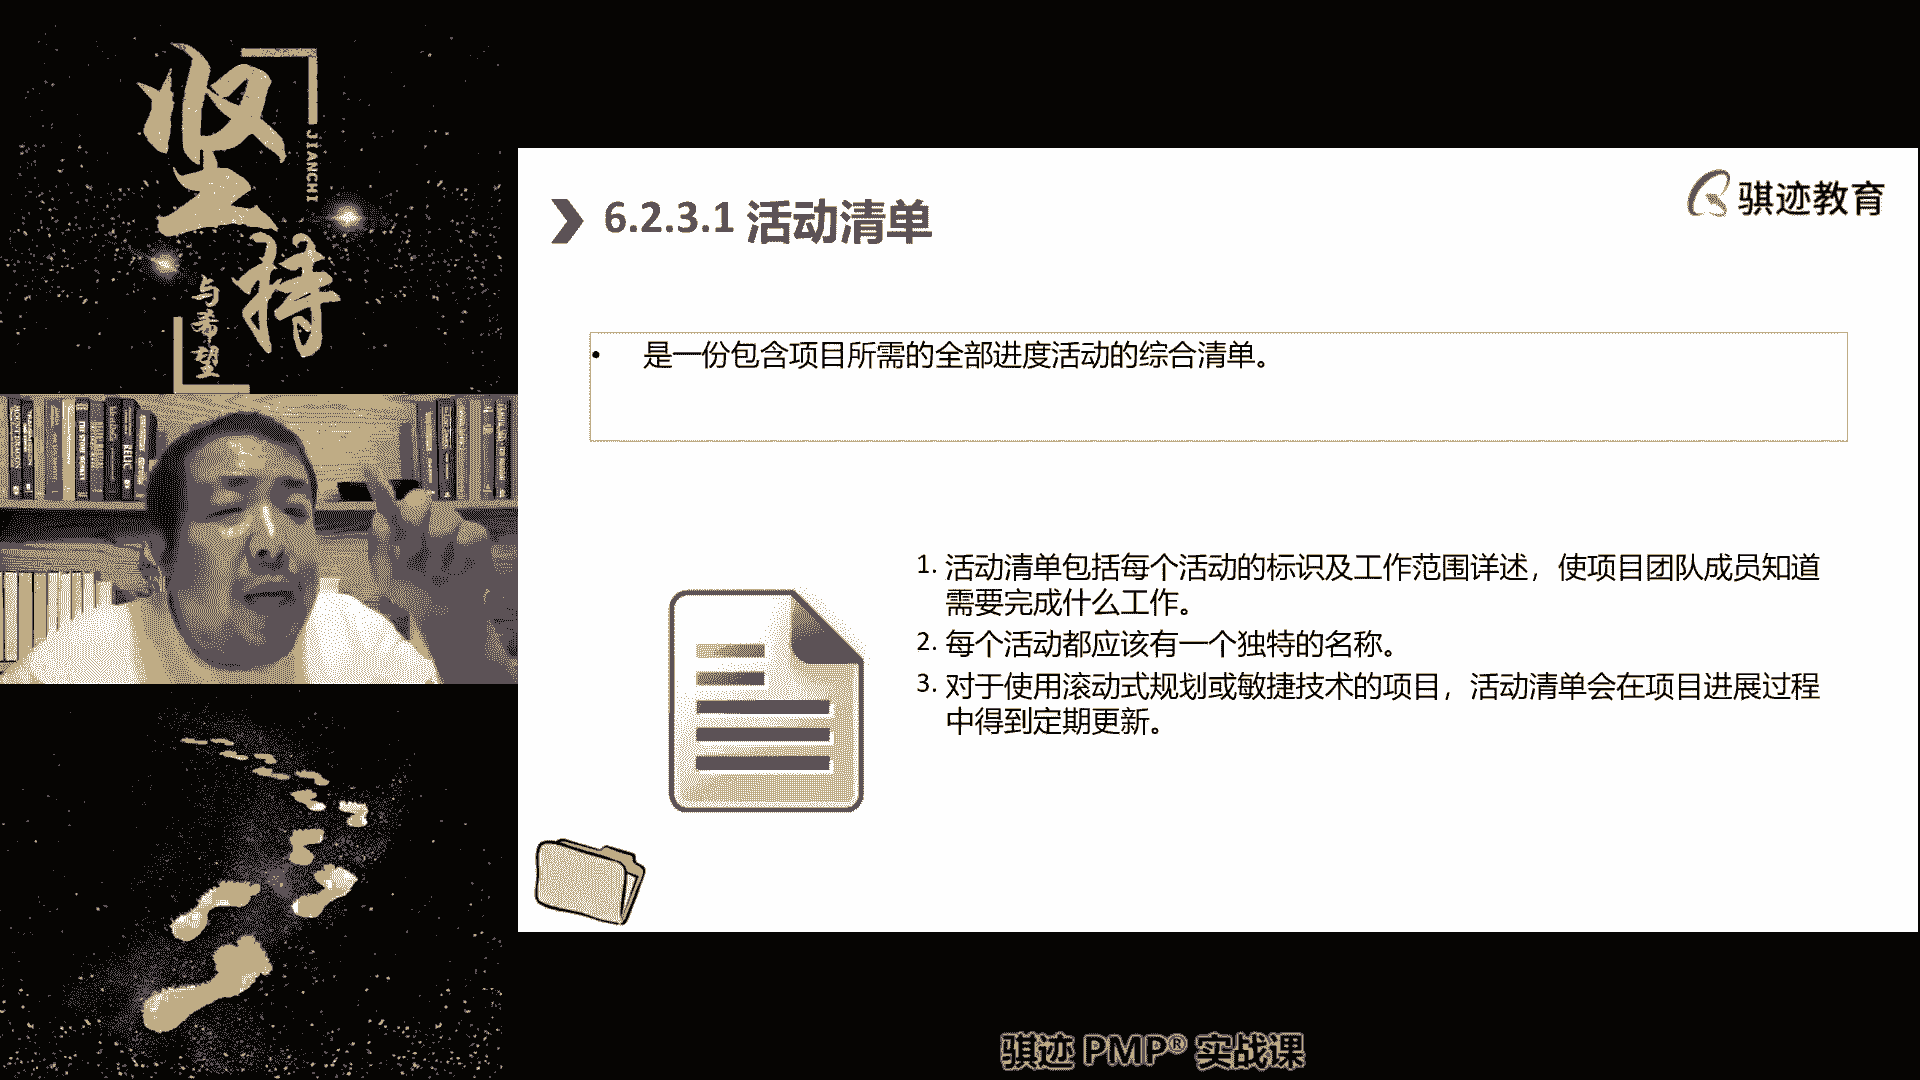 坚持
JIANCHI
与希望
骐迹教育
6.2.3.1 活动清单
• 是一份包含项目所需的全部进度活动的综合清单。
1. 活动清单包括每个活动的标识及工作范围详述，使项目团队成员知道
需要完成什么工作。
2. 每个活动都应该有一个独特的名称。
3. 对于使用滚动式规划或敏捷技术的项目，活动清单会在项目进展过程
中得到定期更新。
骐迹 PMP® 实战课